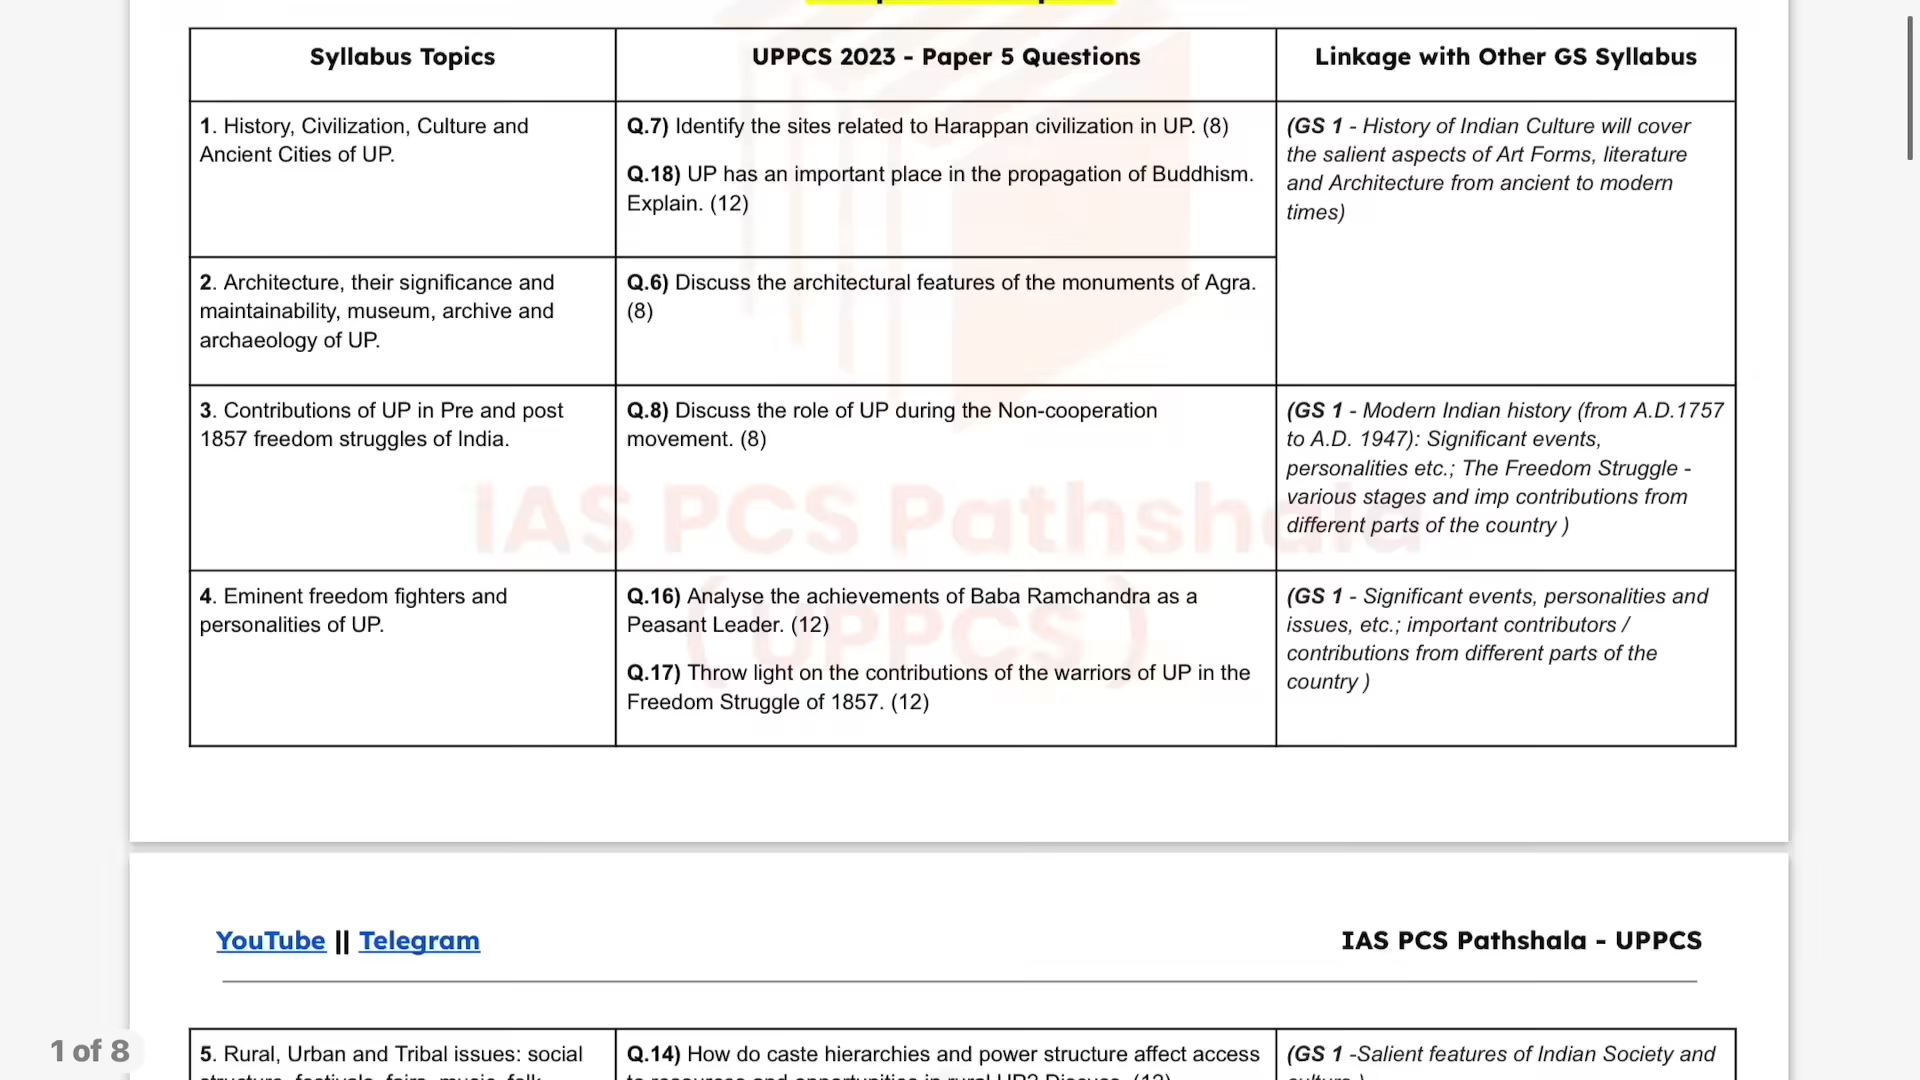 Syllabus Topics
UPPCS 2023 - Paper 5 Questions
Linkage with Other GS Syllabus
1. History, Civilization, Culture and
Ancient Cities of UP.
Q.7) Identify the sites related to Harappan civilization in UP. (8)
Q.18) UP has an important place in the propagation of Buddhism.
Explain. (12)
(GS 1 - History of Indian Culture will cover
the salient aspects of Art Forms, literature
and Architecture from ancient to modern
times)
2. Architecture, their significance and
maintainability, museum, archive and
archaeology of UP.
Q.6) Discuss the architectural features of the monuments of Agra.
(8)
3. Contributions of UP in Pre and post
1857 freedom struggles of India.
Q.8) Discuss the role of UP during the Non-cooperation
movement. (8)
(GS 1 - Modern Indian history (from A.D.1757
to A.D. 1947): Significant events,
personalities etc.; The Freedom Struggle -
various stages and imp contributions from
different parts of the country )
IAS PCS Pathshala
( UPPCS )
4. Eminent freedom fighters and
personalities of UP.
Q.16) Analyse the achievements of Baba Ramchandra as a
Peasant Leader. (12)
Q.17) Throw light on the contributions of the warriors of UP in the
Freedom Struggle of 1857. (12)
(GS 1 - Significant events, personalities and
issues, etc.; important contributors /
contributions from different parts of the
country )
YouTube || Telegram
IAS PCS Pathshala - UPPCS
1 of 8
5. Rural, Urban and Tribal issues: social
Q.14) How do caste hierarchies and power structure affect access
to resources and opportunities in rural UP? Discuss. (12)
(GS 1 -Salient features of Indian Society and